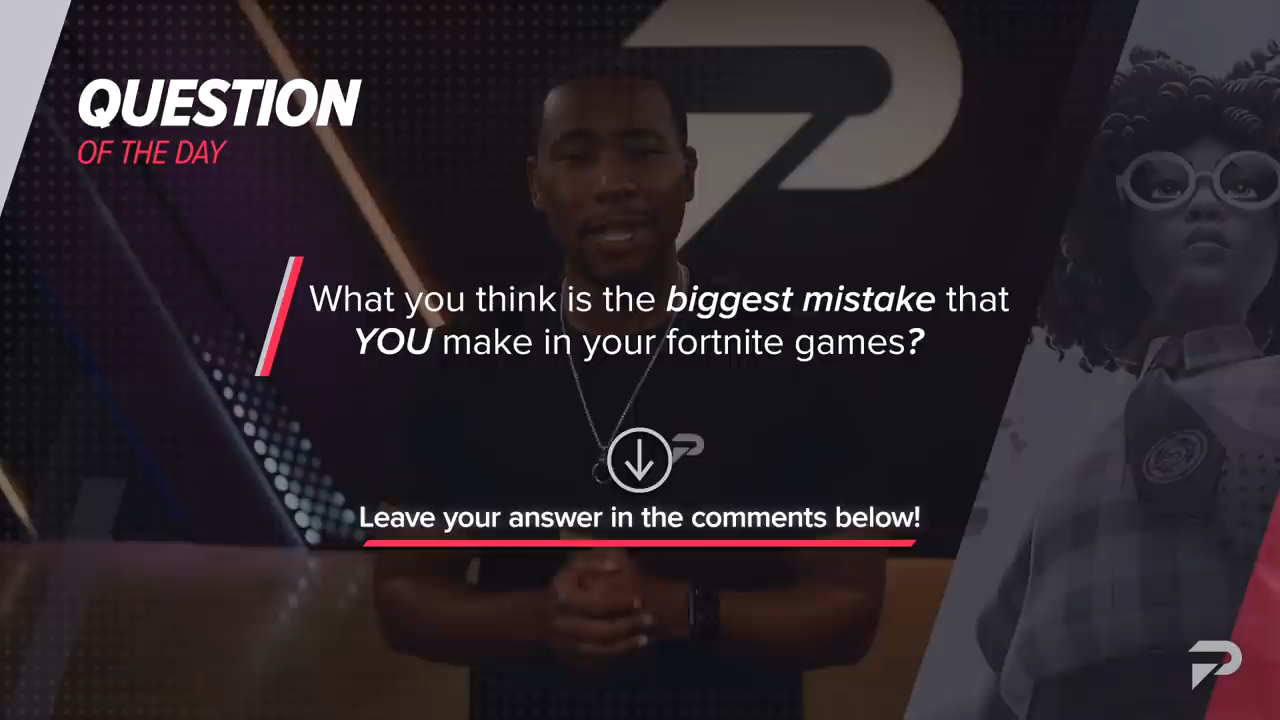 QUESTION
OF THE DAY
What you think is the biggest mistake that
YOU make in your fortnite games?
Leave your answer in the comments below!